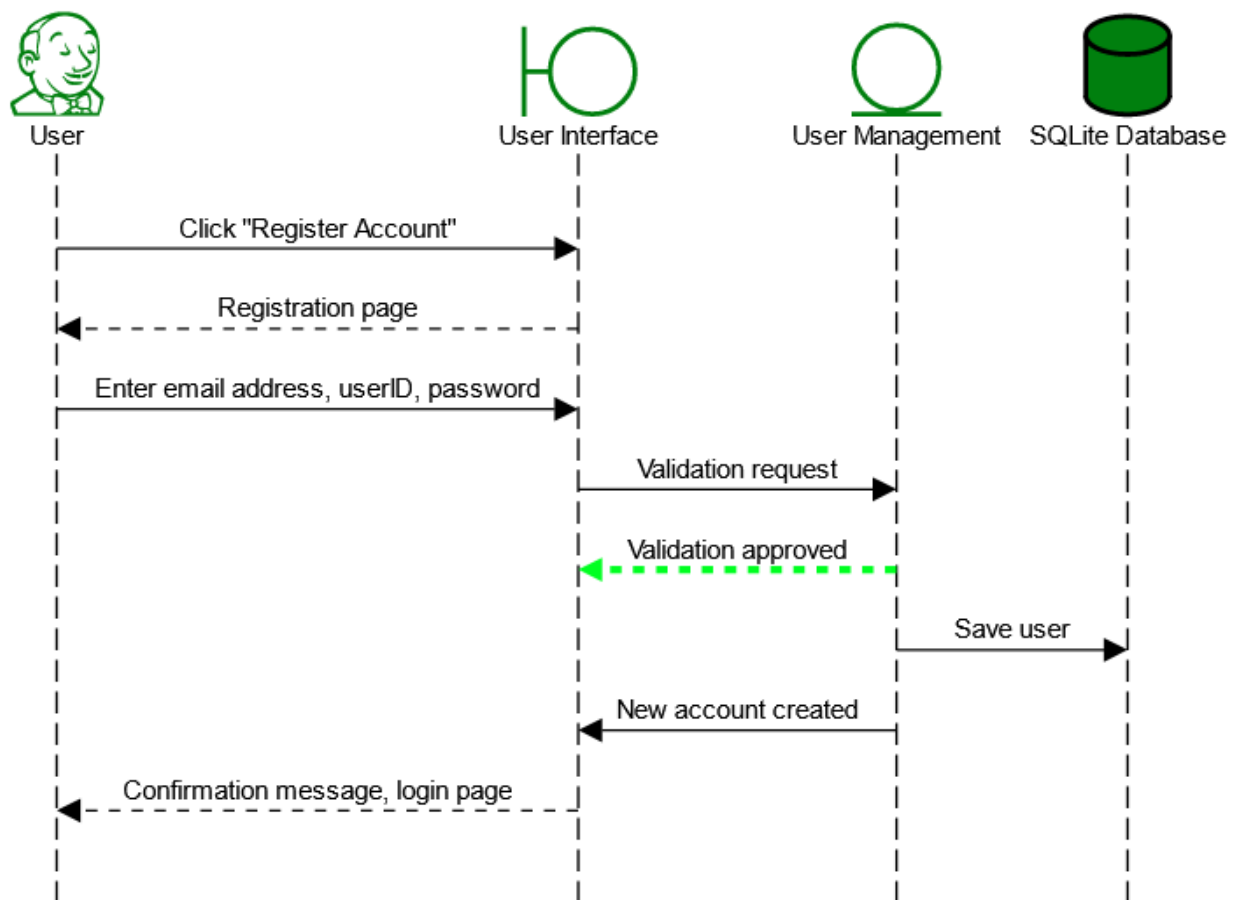 User
User Interface
User Management
SQLite Database
Click "Register Account"
Registration page
Enter email address, userID, password
Validation request
Validation approved
Save user
New account created
Confirmation message, login page